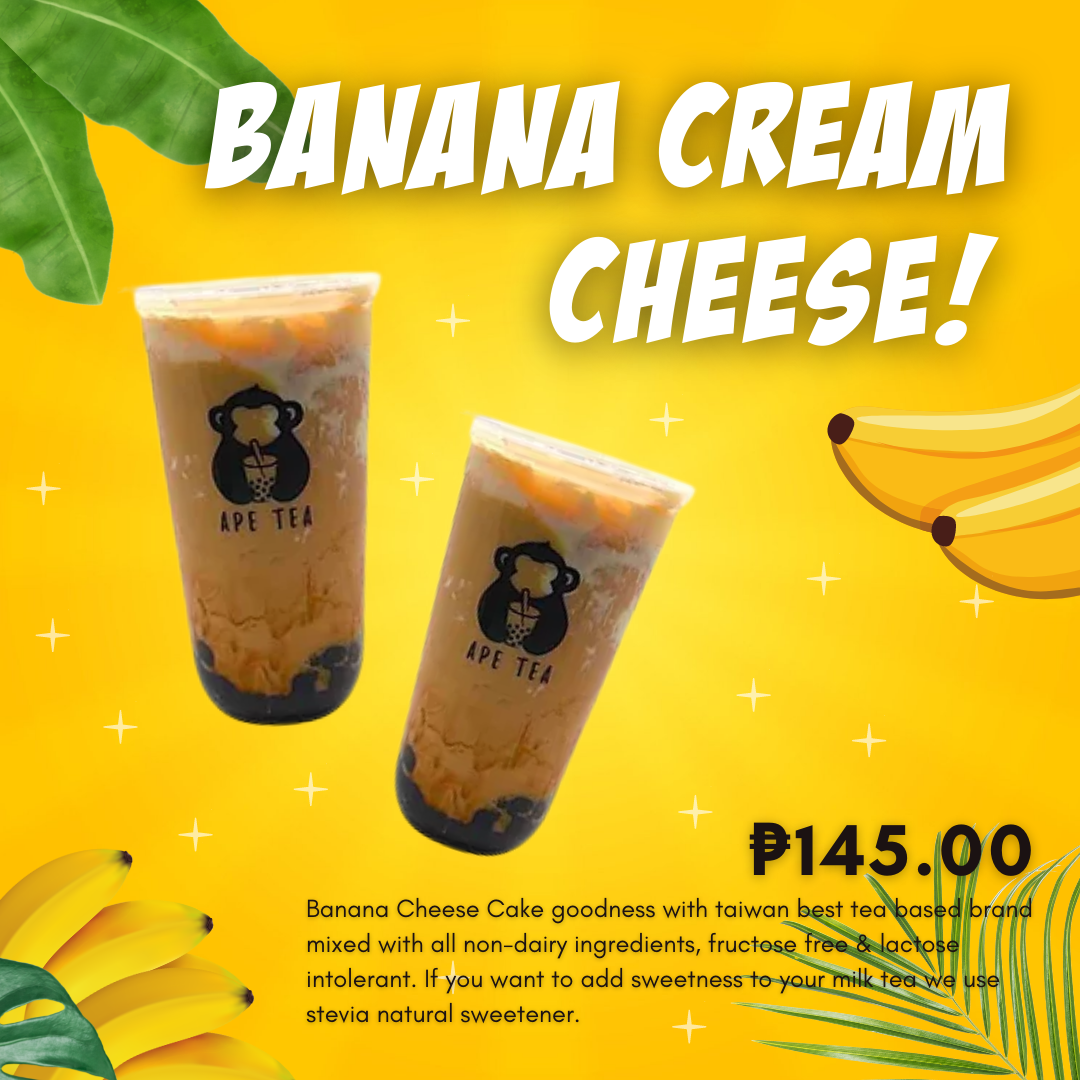 BANANA CREAM
CHEESE!
APE TEA
APE TEA
₱145.00
Banana Cheese Cake goodness with taiwan best tea based brand
mixed with all non-dairy ingredients, fructose free & lactose
intolerant. If you want to add sweetness to your milk tea we use
stevia natural sweetener.